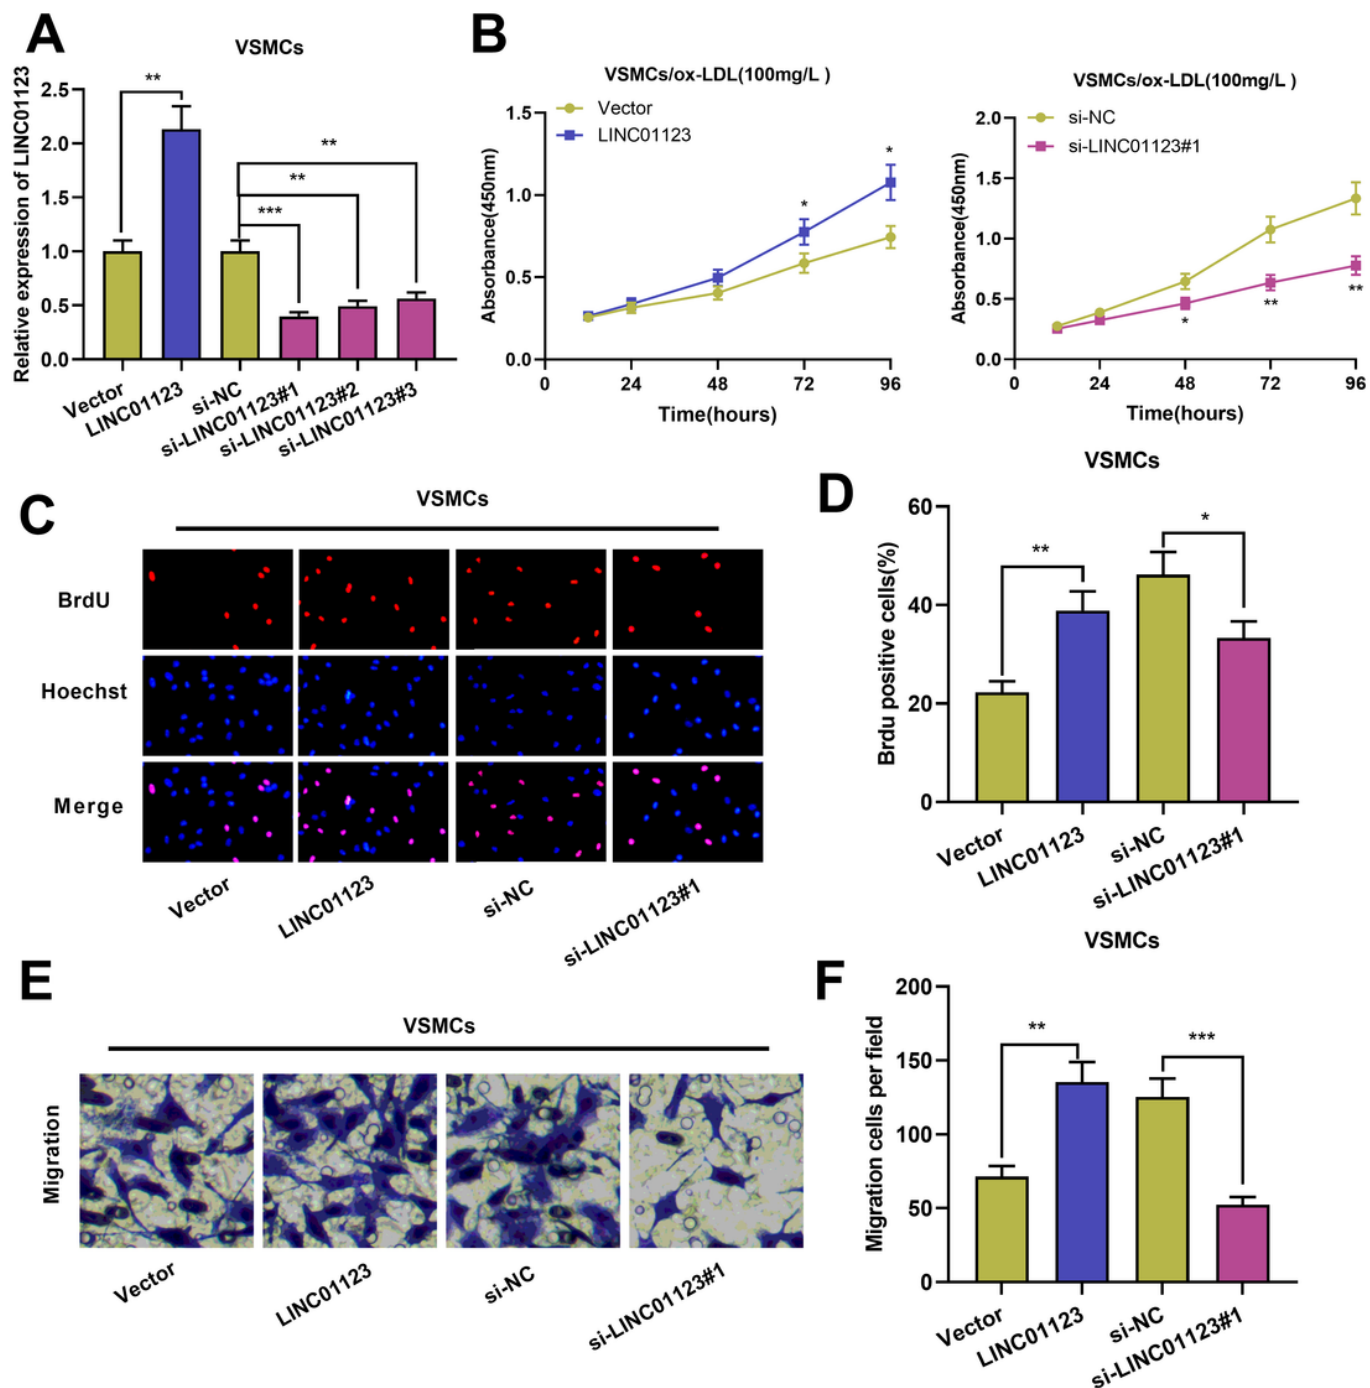 A
VSMCs
Relative expression of LINC01123
2.5
2.0
1.5
1.0
0.5
0.0
**
***
**
**
Vector
LINC01123
si-NC
si-LINC01123#1
si-LINC01123#2
si-LINC01123#3
B
VSMCs/ox-LDL(100mg/L )
Vector
LINC01123
Absorbance(450nm)
1.5
1.0
0.5
0.0
*
*
0 24 48 72 96
Time(hours)
VSMCs/ox-LDL(100mg/L )
si-NC
si-LINC01123#1
Absorbance(450nm)
2.0
1.5
1.0
0.5
0.0
*
**
**
0 24 48 72 96
Time(hours)
C
VSMCs
BrdU
Hoechst
Merge
Vector
LINC01123
si-NC
si-LINC01123#1
D
VSMCs
Brdu positive cells(%)
60
40
20
0
**
*
Vector
LINC01123
si-NC
si-LINC01123#1
E
VSMCs
Migration
Vector
LINC01123
si-NC
si-LINC01123#1
F
VSMCs
Migration cells per field
200
150
100
50
0
**
***
Vector
LINC01123
si-NC
si-LINC01123#1